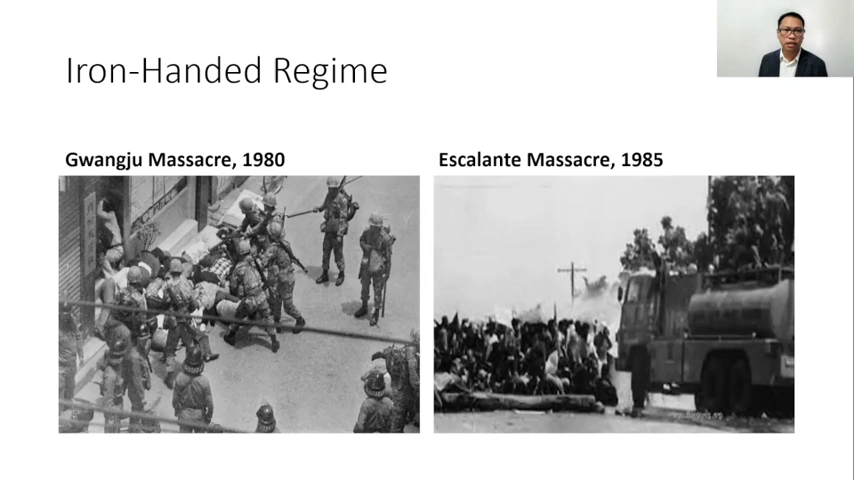 Iron-Handed Regime
Gwangju Massacre, 1980
Escalante Massacre, 1985